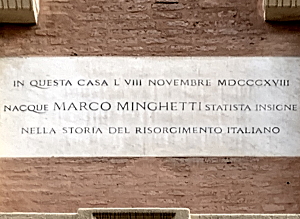 IN QUESTA CASA L' VIII NOVEMBRE MDCCCXVIII
NACQUE MARCO MINGHETTI STATISTA INSIGNE
NELLA STORIA DEL RISORGIMENTO ITALIANO